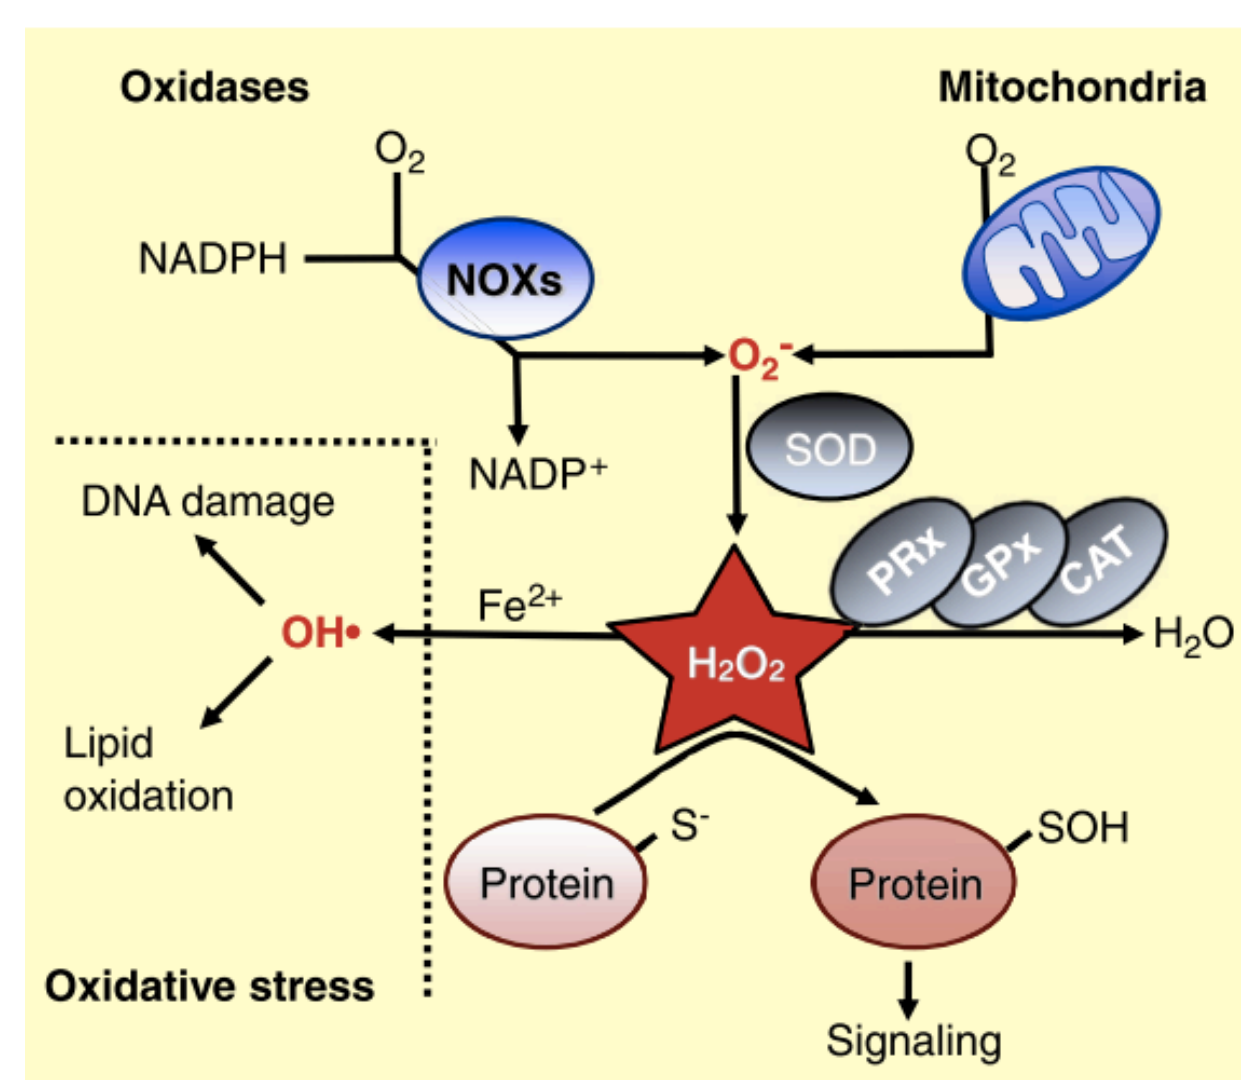 Oxidases
Mitochondria
O₂
O₂
NADPH
NOXs
O₂⁻
SOD
NADP⁺
DNA damage
PRx
GPx
CAT
Fe²⁺
OH•
H₂O₂
H₂O
Lipid
oxidation
S⁻
SOH
Protein
Protein
Oxidative stress
Signaling